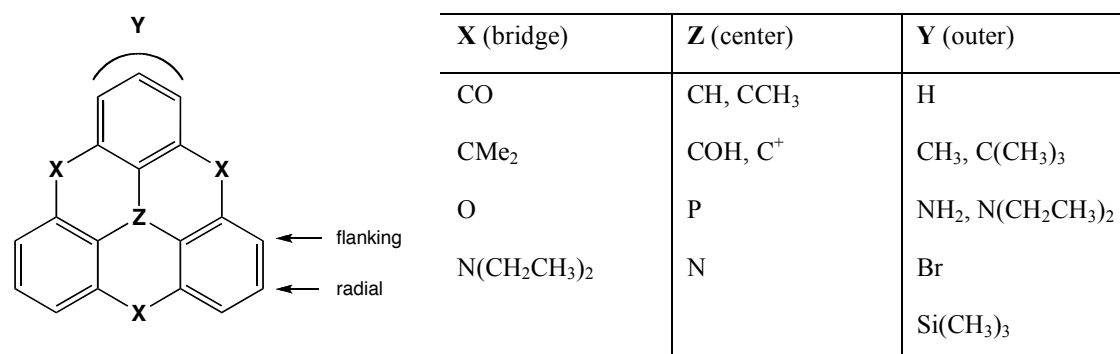 Y
X X
Z
X
flanking
radial
X (bridge) Z (center) Y (outer)
CO CH, CCH₃ H
CMe₂ COH, C⁺ CH₃, C(CH₃)₃
O P NH₂, N(CH₂CH₃)₂
N(CH₂CH₃)₂ N Br
Si(CH₃)₃